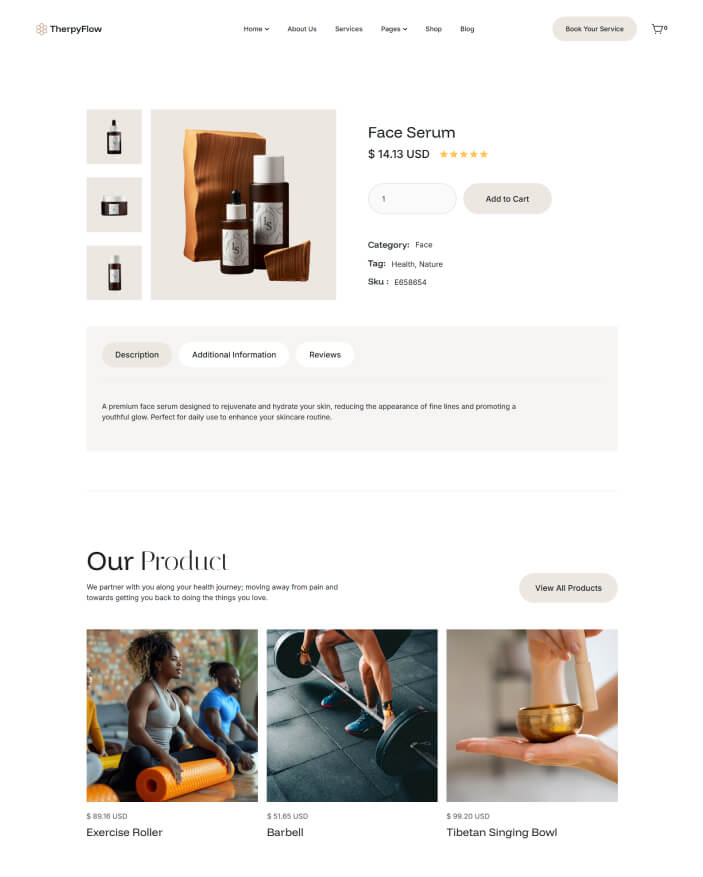 TherpyFlow
Home
About Us
Services
Pages
Shop
Blog
Book Your Service
0
Face Serum
$ 14.13 USD
1
Add to Cart
Category: Face
Tag: Health, Nature
Sku : E658654
LS
Description
Additional Information
Reviews
A premium face serum designed to rejuvenate and hydrate your skin, reducing the appearance of fine lines and promoting a
youthful glow. Perfect for daily use to enhance your skincare routine.
Our Product
We partner with you along your health journey; moving away from pain and
towards getting you back to doing the things you love.
View All Products
$ 89.16 USD
Exercise Roller
$ 51.65 USD
Barbell
$ 99.20 USD
Tibetan Singing Bowl